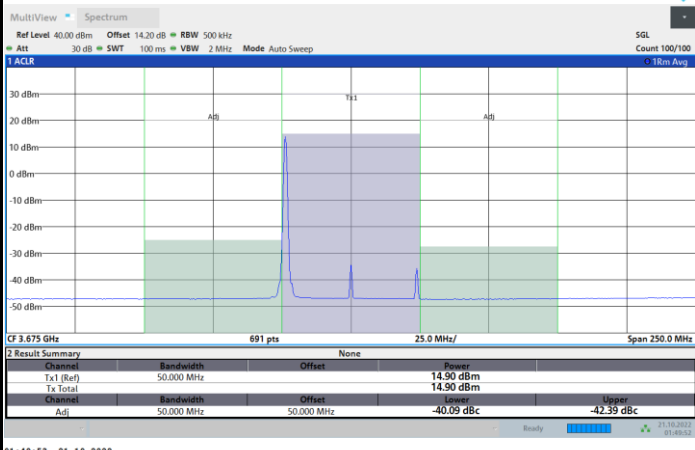 MultiView Spectrum
Ref Level 40.00 dBm Offset 14.20 dB RBW 500 kHz SGL
Att 30 dB SWT 100 ms VBW 2 MHz Mode Auto Sweep Count 100/100
1 ACLR 1Rm Avg
30 dBm
Tx1
20 dBm Adj Adj
10 dBm
0 dBm
-10 dBm
-20 dBm
-30 dBm
-40 dBm
-50 dBm
CF 3.675 GHz 691 pts 25.0 MHz/ Span 250.0 MHz
2 Result Summary None
Channel Bandwidth Offset Power
Tx1 (Ref) 50.000 MHz 14.90 dBm
Tx Total 14.90 dBm
Channel Bandwidth Offset Lower Upper
Adj 50.000 MHz 50.000 MHz -40.09 dBc -42.39 dBc
Ready 21.10.2022
01:49:52